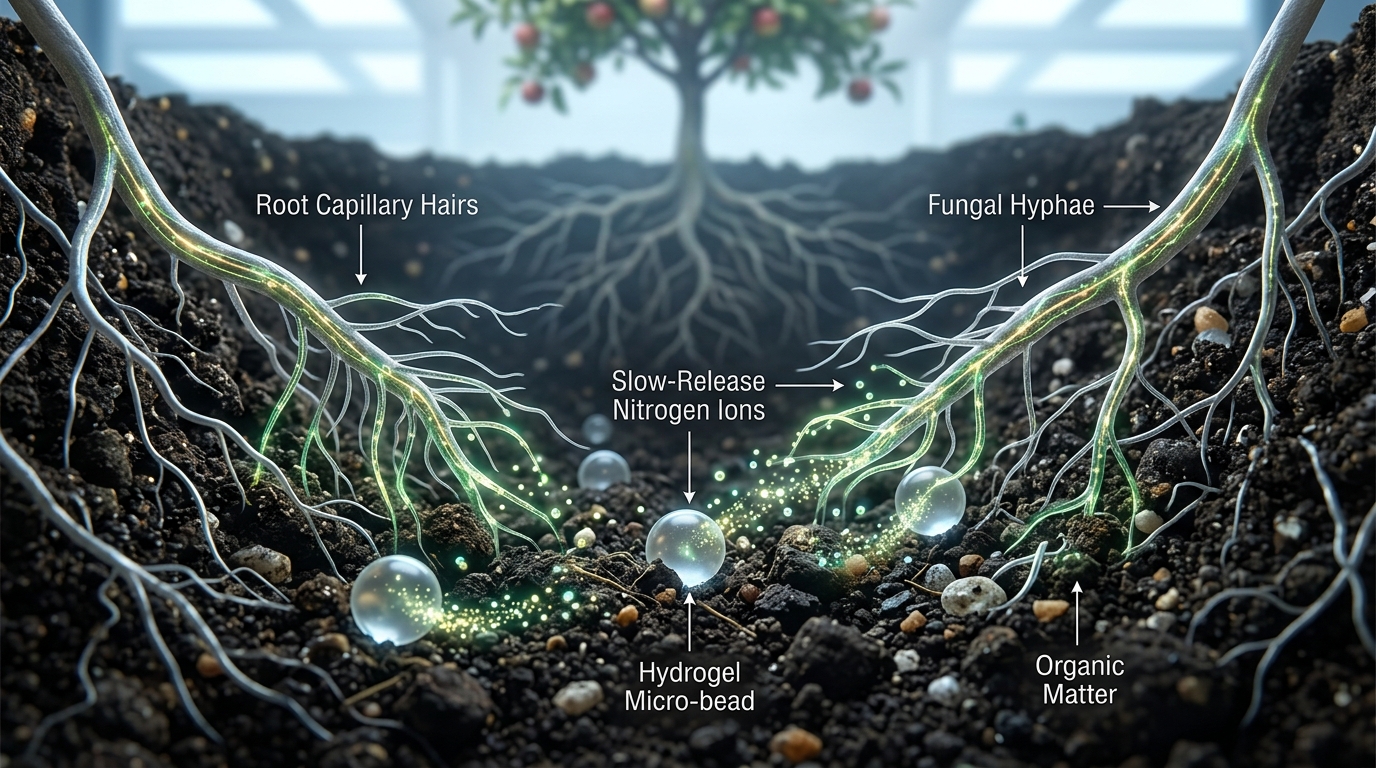 Root Capillary Hairs
Fungal Hyphae
Slow-Release
Nitrogen Ions
Hydrogel
Micro-bead
Organic
Matter